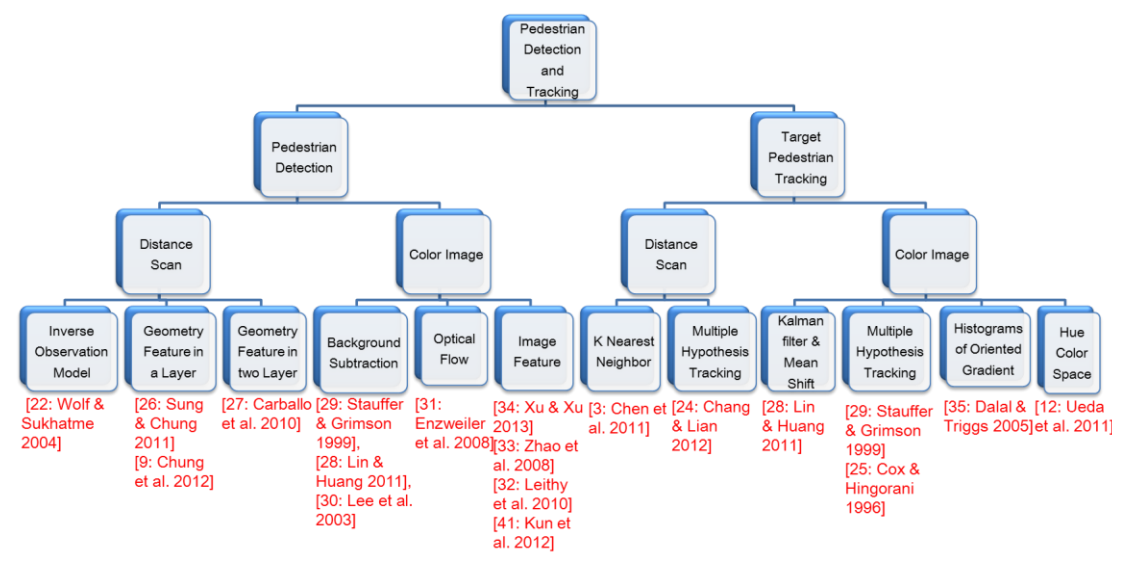 Pedestrian
Detection
and
Tracking
Pedestrian
Detection
Target
Pedestrian
Tracking
Distance
Scan
Color Image
Distance
Scan
Color Image
Inverse
Observation
Model
Geometry
Feature in
a Layer
Geometry
Feature in
two Layer
Background
Subtraction
Optical
Flow
Image
Feature
K Nearest
Neighbor
Multiple
Hypothesis
Tracking
Kalman
filter &
Mean
Shift
Multiple
Hypothesis
Tracking
Histograms
of Oriented
Gradient
Hue
Color
Space
[22: Wolf &
Sukhatme
2004]
[26: Sung
& Chung
2011]
[9: Chung
et al. 2012]
[27: Carballo
et al. 2010]
[29: Stauffer
& Grimson
1999],
[28: Lin &
Huang 2011],
[30: Lee et al.
2003]
[31:
Enzweiler
et al. 2008]
[34: Xu & Xu
2013]
[33: Zhao et
al. 2008]
[32: Leithy
et al. 2010]
[41: Kun et
al. 2012]
[3: Chen et
al. 2011]
[24: Chang
& Lian
2012]
[28: Lin
& Huang
2011]
[29: Stauffer
& Grimson
1999]
[25: Cox &
Hingorani
1996]
[35: Dalal &
Triggs 2005]
[12: Ueda
et al. 2011]